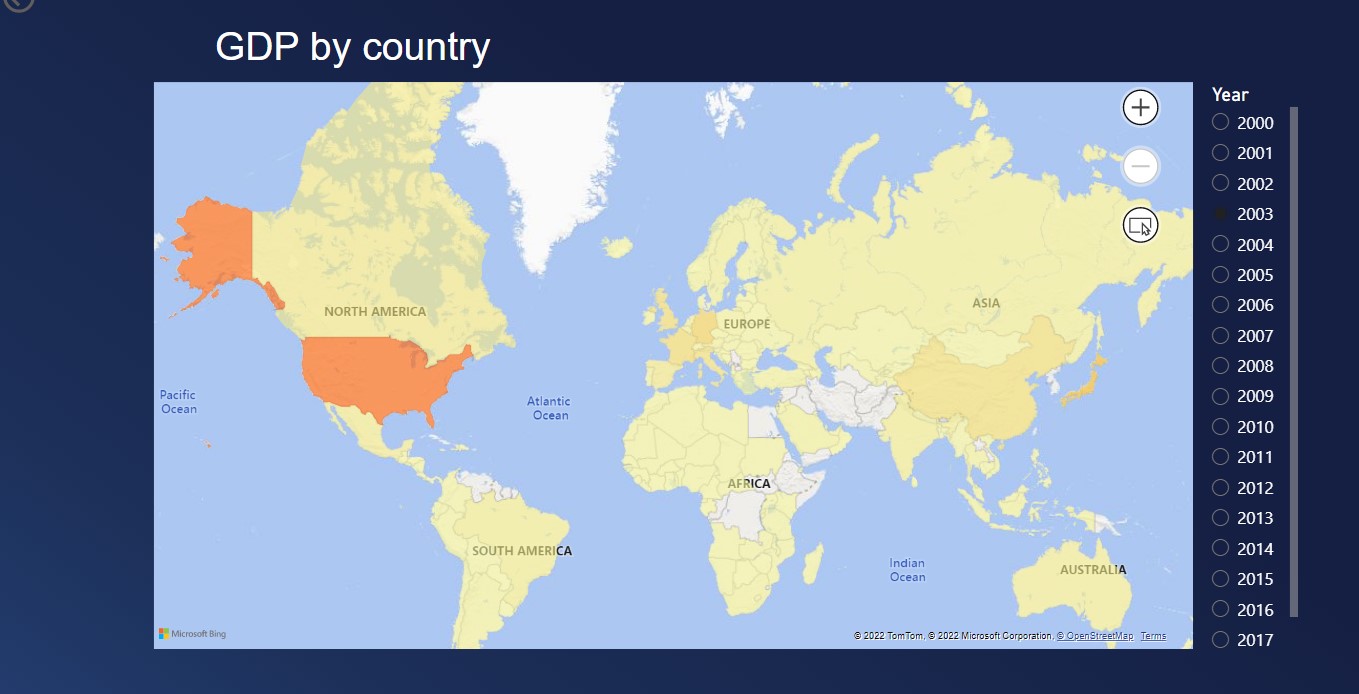 GDP by country
Year
2000
2001
2002
2003
2004
2005
2006
2007
2008
2009
2010
2011
2012
2013
2014
2015
2016
2017
NORTH AMERICA
ASIA
EUROPE
Pacific
Ocean
Atlantic
Ocean
AFRICA
SOUTH AMERICA
Indian
Ocean
AUSTRALIA
Microsoft Bing
© 2022 TomTom, © 2022 Microsoft Corporation, © OpenStreetMap Terms